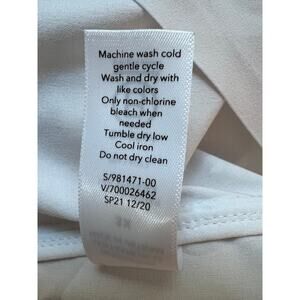 Machine wash cold
gentle cycle
Wash and dry with
like colors
Only non-chlorine
bleach when
needed
Tumble dry low
Cool iron
Do not dry clean
S/981471-00
V/700026462
SP21 12/20